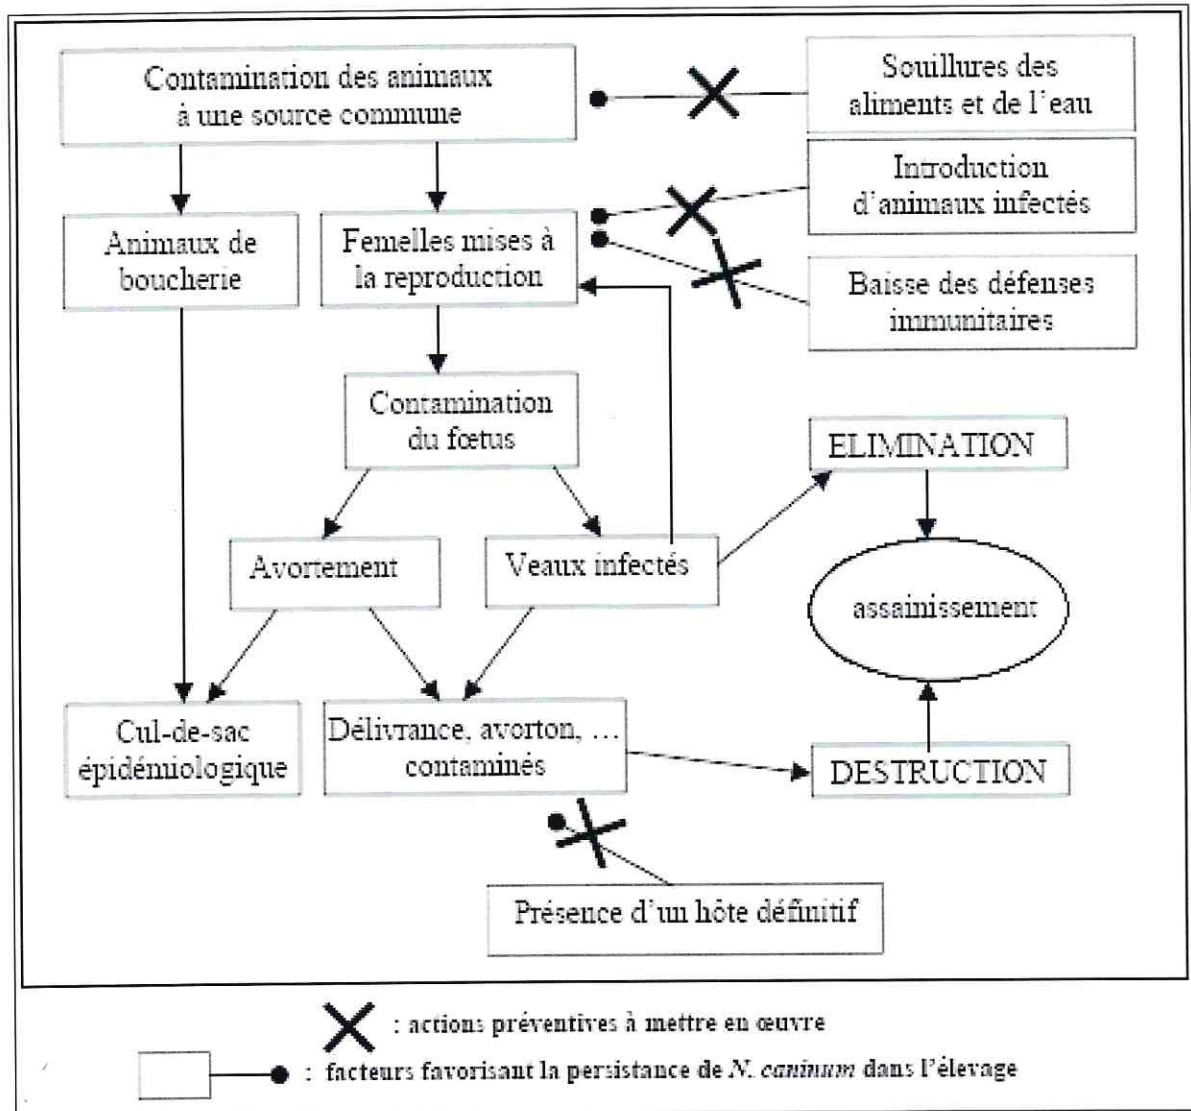 Contamination des animaux
à une source commune
Souillures des
aliments et de l'eau
Introduction
d'animaux infectés
Animaux de
boucherie
Femelles mises à
la reproduction
Baisse des défenses
immunitaires
Contamination
du fœtus
ELIMINATION
Avortement
Veaux infectés
assainissement
Cul-de-sac
épidémiologique
Délivrance, avorton, …
contaminés
DESTRUCTION
Présence d'un hôte définitif
: actions préventives à mettre en œuvre
: facteurs favorisant la persistance de N. caninum dans l'élevage